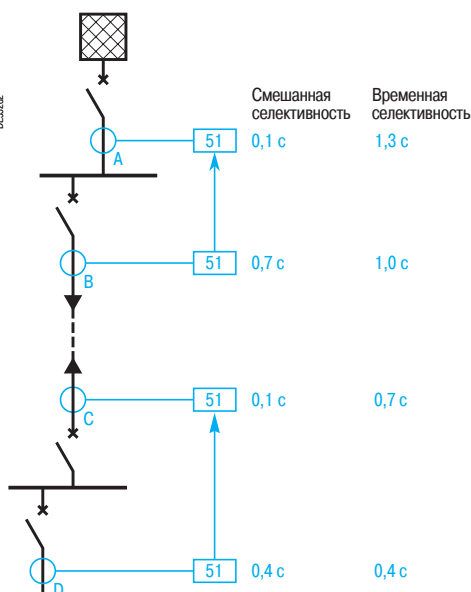 Смешанная селективность
Временная селективность
A
51
0,1 с
1,3 с
B
51
0,7 с
1,0 с
C
51
0,1 с
0,7 с
D
51
0,4 с
0,4 с